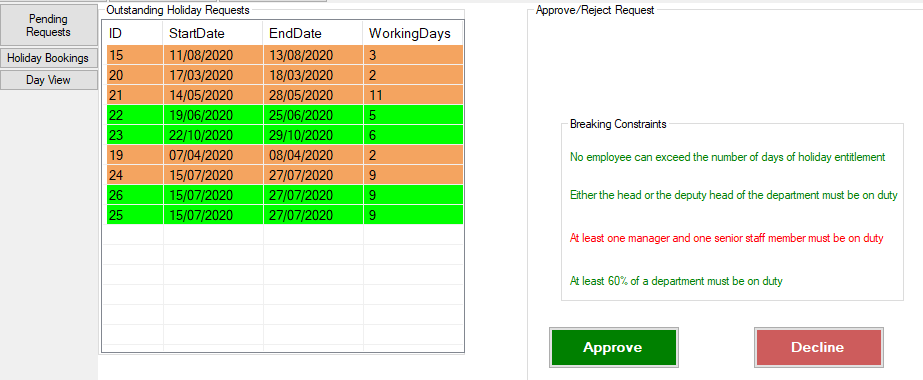 Pending
Requests
Holiday Bookings
Day View
Outstanding Holiday Requests
ID StartDate EndDate WorkingDays
15 11/08/2020 13/08/2020 3
20 17/03/2020 18/03/2020 2
21 14/05/2020 28/05/2020 11
22 19/06/2020 25/06/2020 5
23 22/10/2020 29/10/2020 6
19 07/04/2020 08/04/2020 2
24 15/07/2020 27/07/2020 9
26 15/07/2020 27/07/2020 9
25 15/07/2020 27/07/2020 9
Approve/Reject Request
Breaking Constraints
No employee can exceed the number of days of holiday entitlement
Either the head or the deputy head of the department must be on duty
At least one manager and one senior staff member must be on duty
At least 60% of a department must be on duty
Approve
Decline